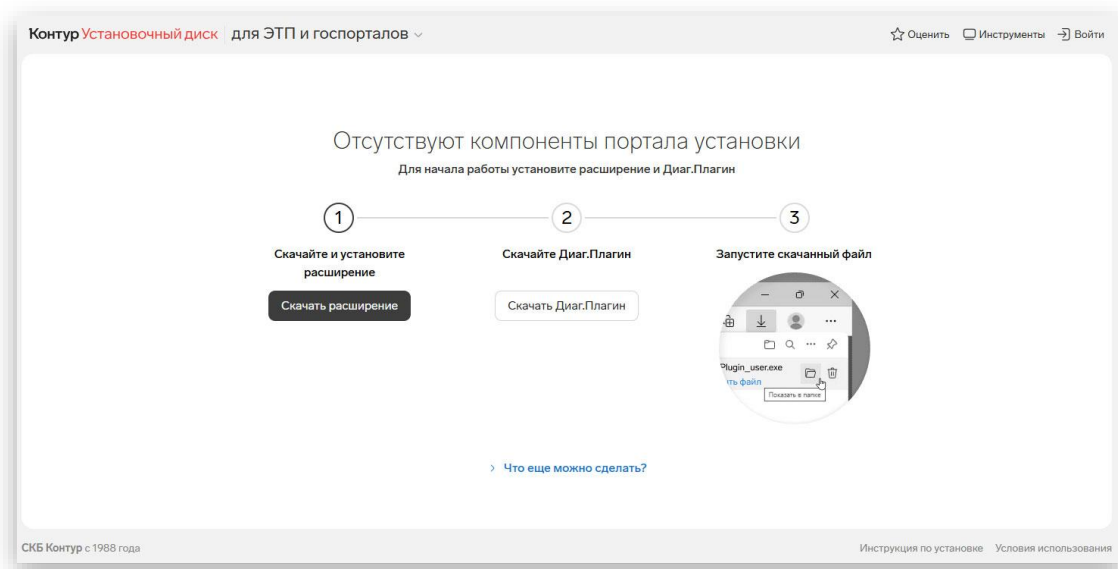 Контур Установочный диск для ЭТП и госпорталов
Оценить Инструменты Войти
Отсутствуют компоненты портала установки
Для начала работы установите расширение и Диаг.Плагин
1 2 3
Скачайте и установите расширение
Скачать расширение
Скачайте Диаг.Плагин
Скачать Диаг.Плагин
Запустите скачанный файл
Plugin_user.exe
файл
Показать в папке
Что еще можно сделать?
СКБ Контур с 1988 года
Инструкция по установке Условия использования